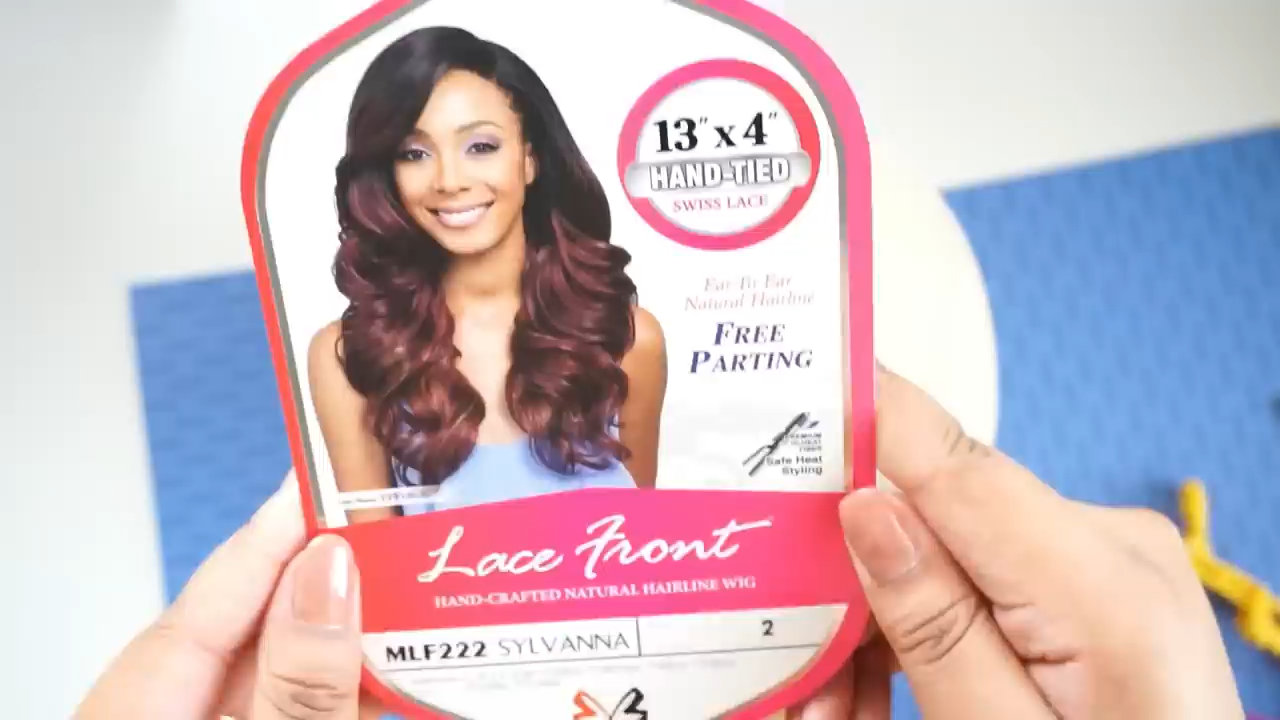 13" x 4"
HAND-TIED
SWISS LACE
Ear To Ear
Natural Hairline
FREE
PARTING
PREMIUM
Safe Heat
Styling
Lace Front
HAND-CRAFTED NATURAL HAIRLINE WIG
MLF222 SYLVANNA
2